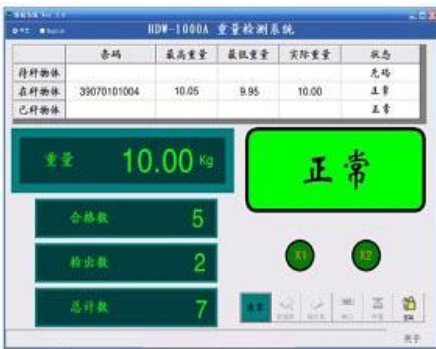 HDW-1000A 重量检测系统
中文 English
条码 最高重量 最低重量 实际重量 状态
待秤物体
在秤物体 39070101004 10.05 9.95 10.00 正常
已秤物体 正常
重量 10.00 Kg
正常
合格数 5
检出数 2
总计数 7
X1 X2
关于